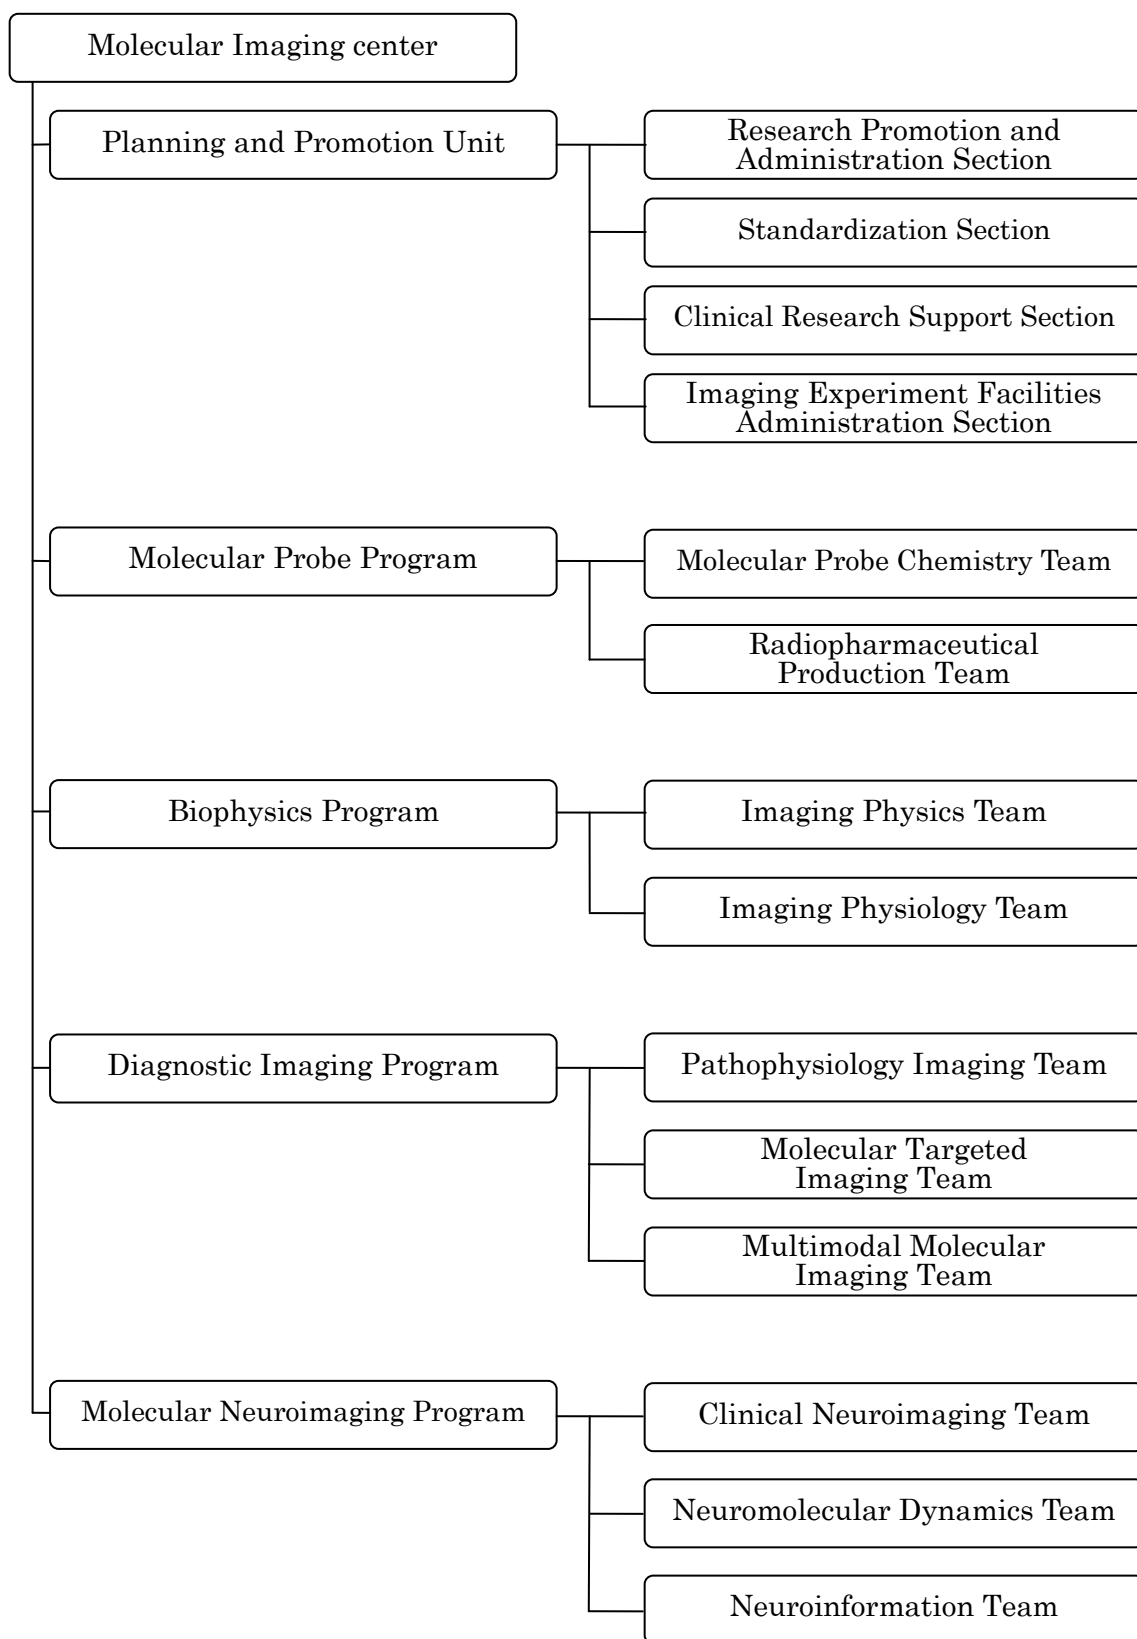 Molecular Imaging center
Planning and Promotion Unit
Research Promotion and
Administration Section
Standardization Section
Clinical Research Support Section
Imaging Experiment Facilities
Administration Section
Molecular Probe Program
Molecular Probe Chemistry Team
Radiopharmaceutical
Production Team
Biophysics Program
Imaging Physics Team
Imaging Physiology Team
Diagnostic Imaging Program
Pathophysiology Imaging Team
Molecular Targeted
Imaging Team
Multimodal Molecular
Imaging Team
Molecular Neuroimaging Program
Clinical Neuroimaging Team
Neuromolecular Dynamics Team
Neuroinformation Team